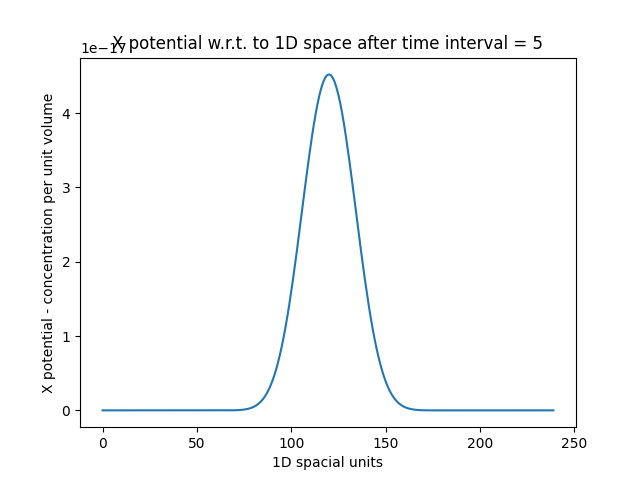 X potential w.r.t. to 1D space after time interval = 5
1e−17
4
3
2
1
0
X potential - concentration per unit volume
0 50 100 150 200 250
1D spacial units